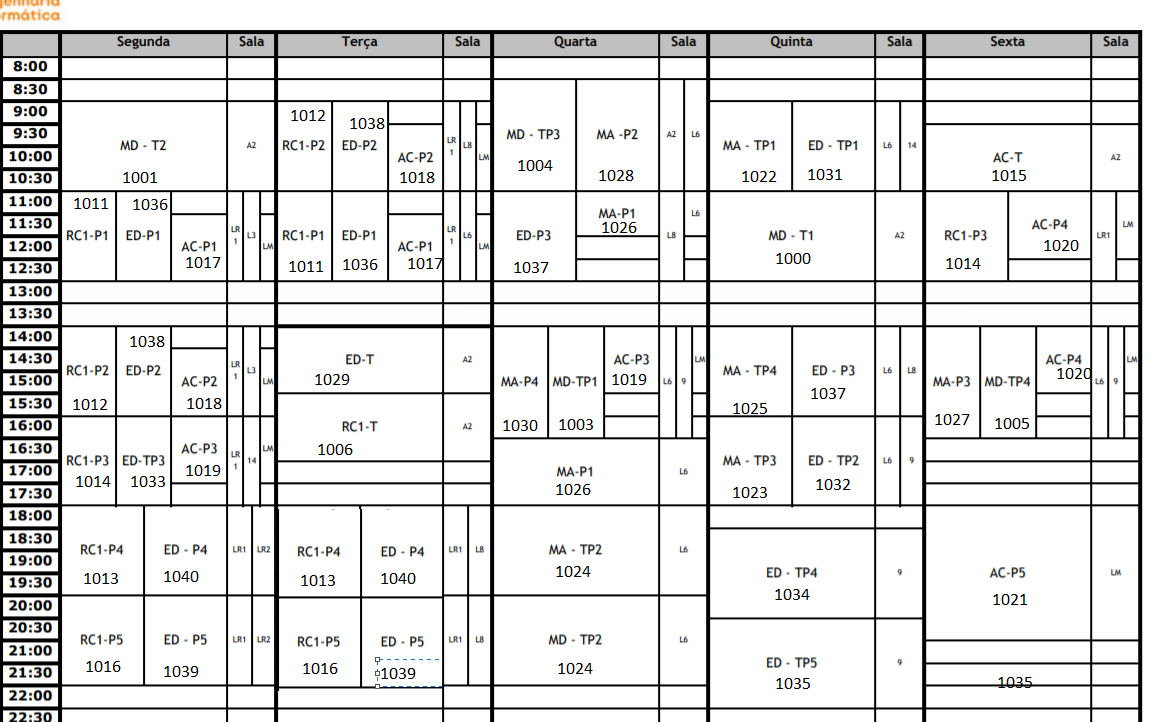 genharia
rmática
Segunda Sala Terça Sala Quarta Sala Quinta Sala Sexta Sala
8:00
8:30
9:00 1012
9:30 MD - T2 A2 RC1-P2 1038 ED-P2 LR 1 L8 MD - TP3 MA -P2 A2 L6 MA - TP1 ED - TP1 L6 14
10:00 AC-P2 LM 1004 AC-T A2
10:30 1001 1018 1028 1022 1031 1015
11:00 1011 1036 MA-P1 L6
11:30 RC1-P1 ED-P1 LR 1 L3 RC1-P1 ED-P1 LR 1 L6 ED-P3 1026 L8 MD - T1 A2 RC1-P3 AC-P4 LR1 LM
12:00 AC-P1 LM AC-P1 LM 1020
12:30 1017 1011 1036 1017 1037 1000 1014
13:00
13:30
14:00 1038
14:30 RC1-P2 ED-P2 LR 1 L3 ED-T A2 AC-P3 LM MA - TP4 ED - P3 L6 L8 AC-P4 LM
15:00 AC-P2 LM 1029 MA-P4 MD-TP1 1019 L6 9 1037 MA-P3 MD-TP4 1020 L6 9
15:30 1012 1018 1025
16:00 RC1-T A2 1030 1003 1027 1005
16:30 AC-P3 LM 1006
17:00 RC1-P3 ED-TP3 1019 LR 1 14 MA-P1 L6 MA - TP3 ED - TP2 L6 9
17:30 1014 1033 1026 1023 1032
18:00
18:30 RC1-P4 ED - P4 LR1 LR2 RC1-P4 ED - P4 LR1 L8 MA - TP2 L6
19:00 1024 ED - TP4 9 AC-P5 LM
19:30 1013 1040 1013 1040 1034 1021
20:00
20:30 RC1-P5 ED - P5 LR1 LR2 RC1-P5 ED - P5 LR1 L8 MD - TP2 L6
21:00 ED - TP5 9
21:30 1016 1039 1016 1039 1024 1035 1035
22:00
22:30